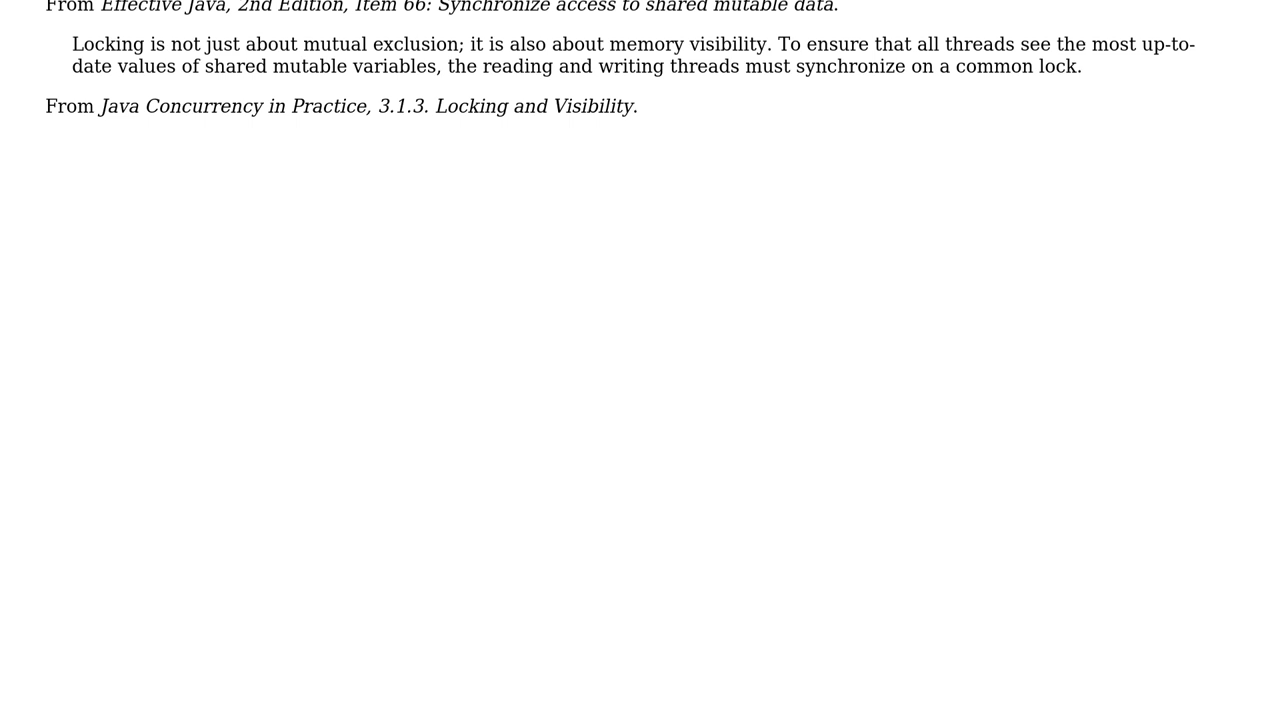 From Effective Java, 2nd Edition, Item 66: Synchronize access to shared mutable data.
Locking is not just about mutual exclusion; it is also about memory visibility. To ensure that all threads see the most up-to-
date values of shared mutable variables, the reading and writing threads must synchronize on a common lock.
From Java Concurrency in Practice, 3.1.3. Locking and Visibility.